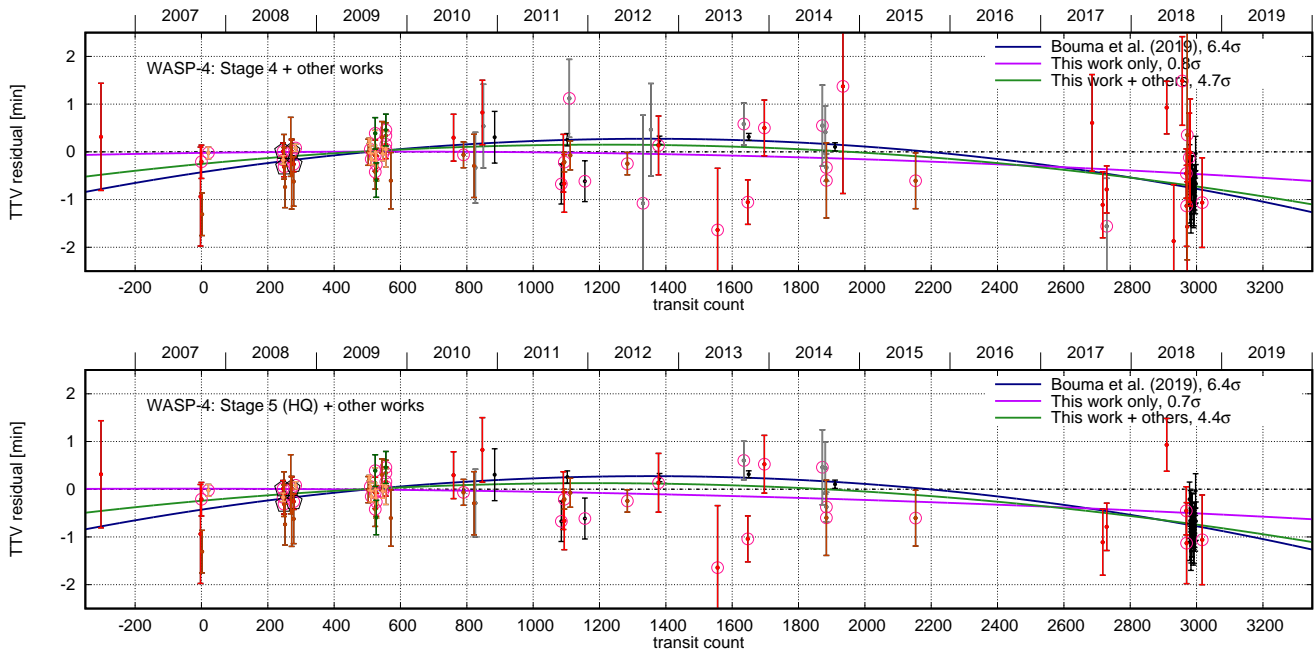 2007 2008 2009 2010 2011 2012 2013 2014 2015 2016 2017 2018 2019
2
1
0
-1
-2
TTV residual [min]
WASP-4: Stage 4 + other works
Bouma et al. (2019), 6.4σ
This work only, 0.8σ
This work + others, 4.7σ
-200 0 200 400 600 800 1000 1200 1400 1600 1800 2000 2200 2400 2600 2800 3000 3200
transit count
2007 2008 2009 2010 2011 2012 2013 2014 2015 2016 2017 2018 2019
2
1
0
-1
-2
TTV residual [min]
WASP-4: Stage 5 (HQ) + other works
Bouma et al. (2019), 6.4σ
This work only, 0.7σ
This work + others, 4.4σ
-200 0 200 400 600 800 1000 1200 1400 1600 1800 2000 2200 2400 2600 2800 3000 3200
transit count